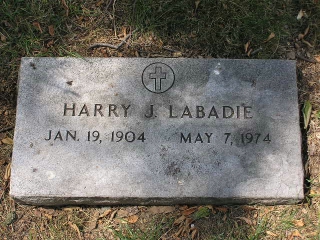 HARRY J. LABADIE
JAN. 19, 1904 MAY 7, 1974